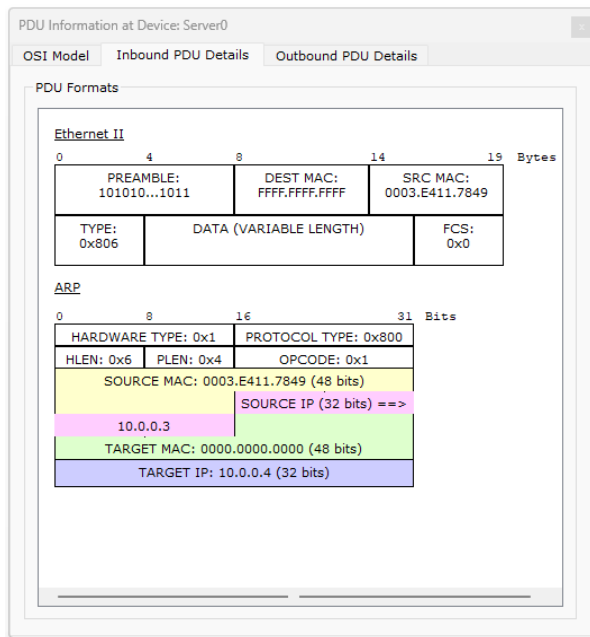 PDU Information at Device: Server0
OSI Model Inbound PDU Details Outbound PDU Details
PDU Formats
Ethernet II
0 4 8 14 19 Bytes
PREAMBLE: DEST MAC: SRC MAC:
101010...1011 FFFF.FFFF.FFFF 0003.E411.7849
TYPE: DATA (VARIABLE LENGTH) FCS:
0x806 0x0
ARP
0 8 16 31 Bits
HARDWARE TYPE: 0x1 PROTOCOL TYPE: 0x800
HLEN: 0x6 PLEN: 0x4 OPCODE: 0x1
SOURCE MAC: 0003.E411.7849 (48 bits)
SOURCE IP (32 bits) ==>
10.0.0.3
TARGET MAC: 0000.0000.0000 (48 bits)
TARGET IP: 10.0.0.4 (32 bits)